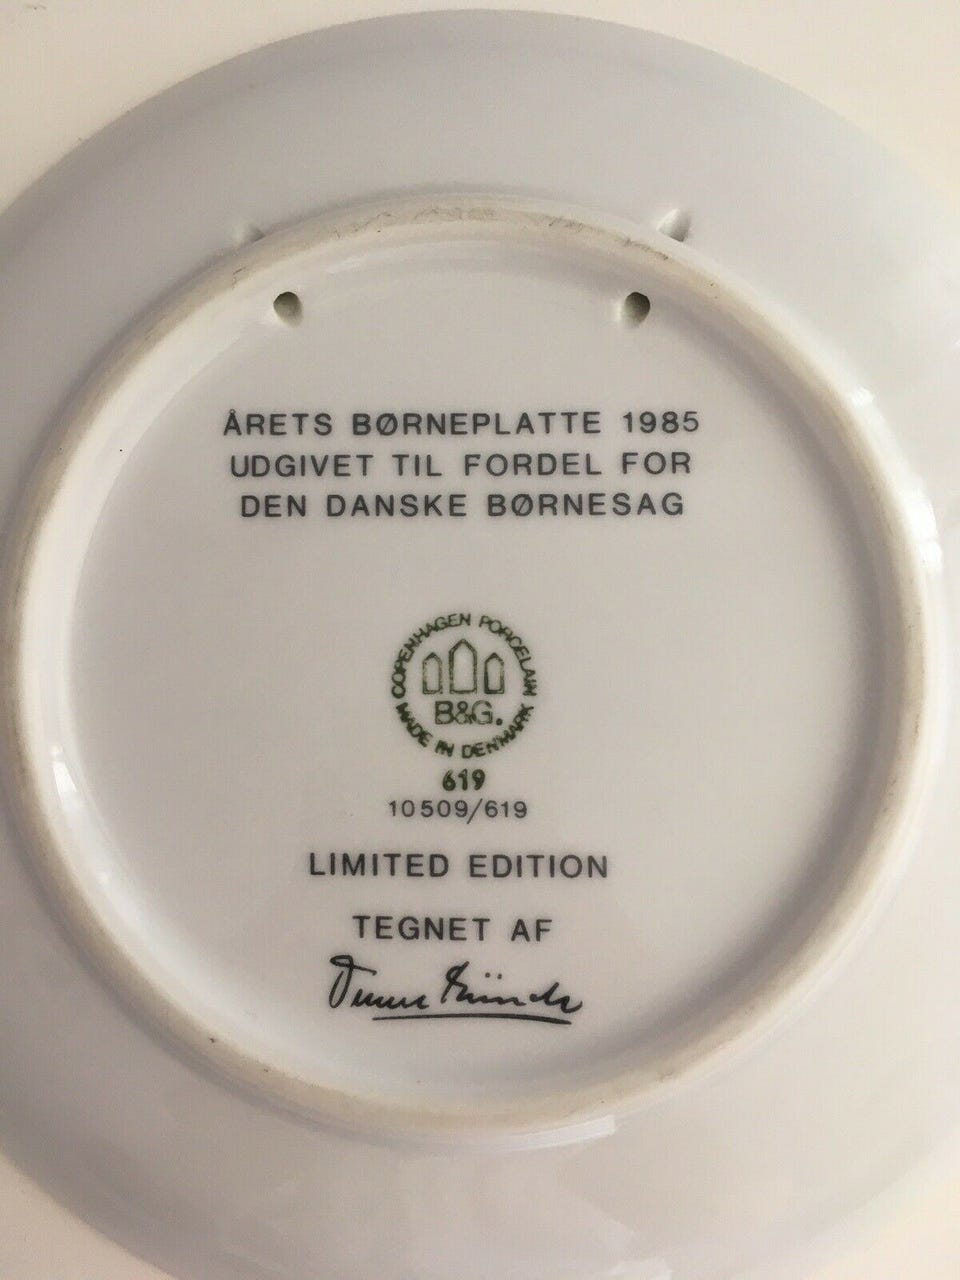 ÅRETS BØRNEPLATTE 1985
UDGIVET TIL FORDEL FOR
DEN DANSKE BØRNESAG
COPENHAGEN PORCELAIN
B&G.
MADE IN DENMARK
619
10509/619
LIMITED EDITION
TEGNET AF